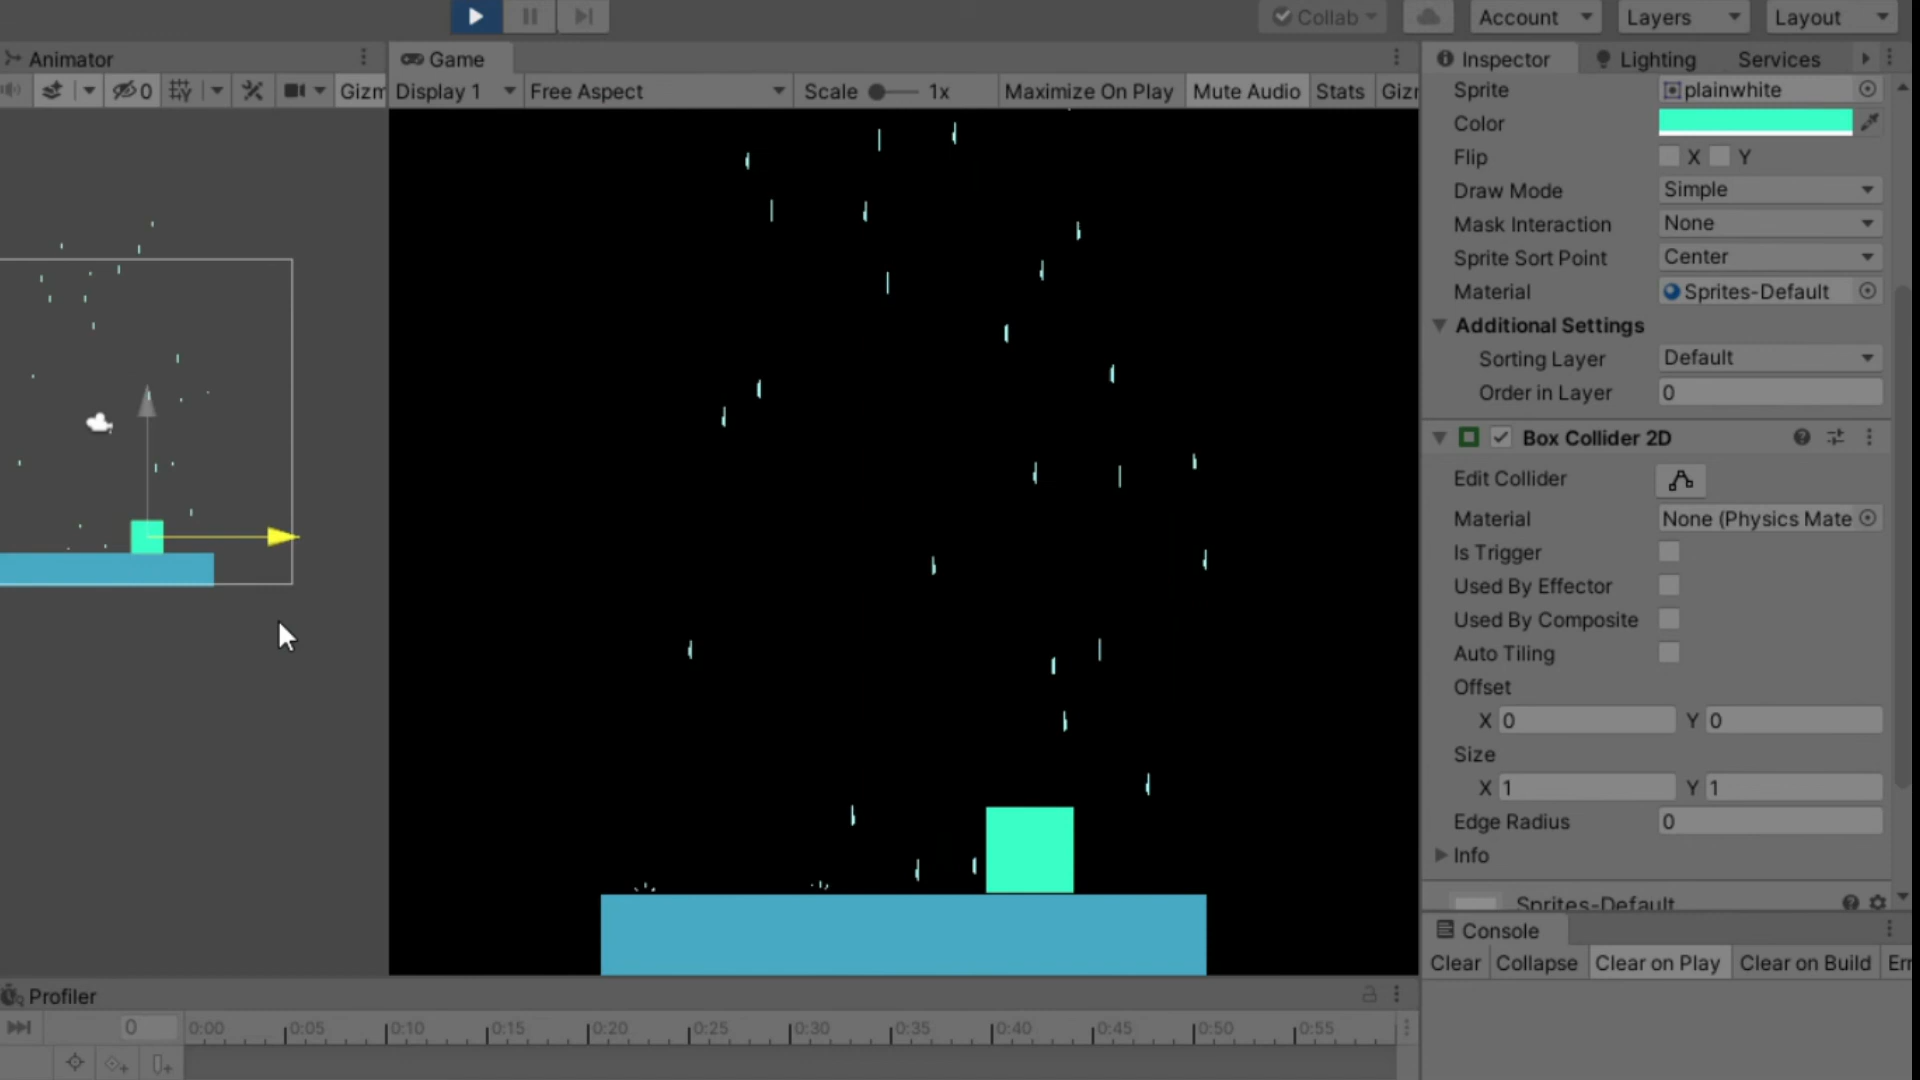 Collab Account Layers Layout
Animator Game Inspector Lighting Services
0 Gizm Display 1 Free Aspect Scale 1x Maximize On Play Mute Audio Stats Giz
Sprite plainwhite
Color
Flip X Y
Draw Mode Simple
Mask Interaction None
Sprite Sort Point Center
Material Sprites-Default
Additional Settings
Sorting Layer Default
Order in Layer 0
Box Collider 2D
Edit Collider
Material None (Physics Mate
Is Trigger
Used By Effector
Used By Composite
Auto Tiling
Offset
X 0 Y 0
Size
X 1 Y 1
Edge Radius 0
Info
Sprites-Default
Console
Clear Collapse Clear on Play Clear on Build Err
Profiler
0 0:00 0:05 0:10 0:15 0:20 0:25 0:30 0:35 0:40 0:45 0:50 0:55